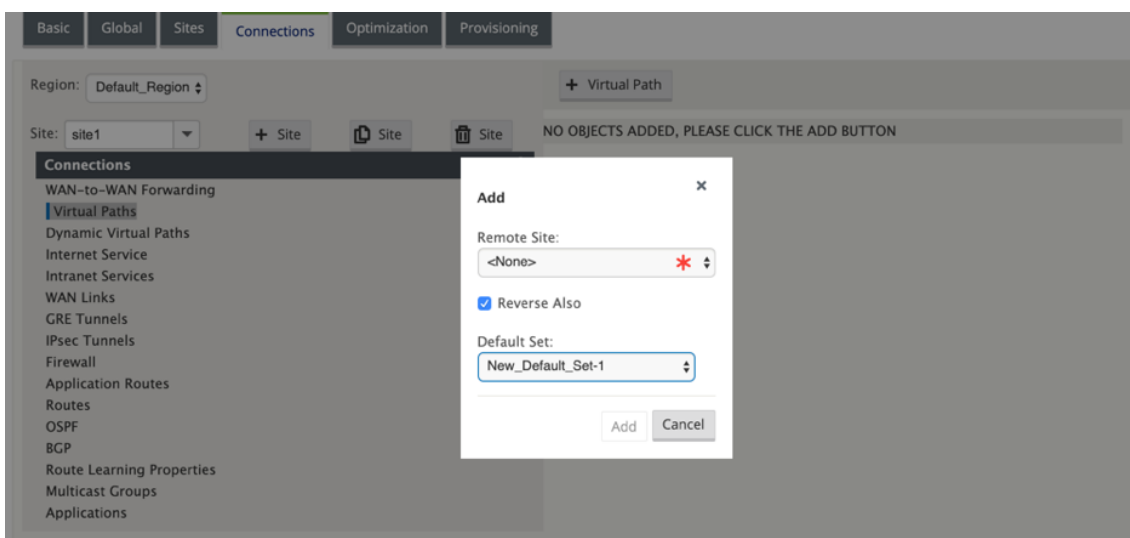 Basic Global Sites Connections Optimization Provisioning
Region: Default_Region
+ Virtual Path
Site: site1 + Site Site Site
NO OBJECTS ADDED, PLEASE CLICK THE ADD BUTTON
Connections
WAN-to-WAN Forwarding
Virtual Paths
Dynamic Virtual Paths
Internet Service
Intranet Services
WAN Links
GRE Tunnels
IPsec Tunnels
Firewall
Application Routes
Routes
OSPF
BGP
Route Learning Properties
Multicast Groups
Applications
Add ×
Remote Site:
<None> *
Reverse Also
Default Set:
New_Default_Set-1
Add Cancel